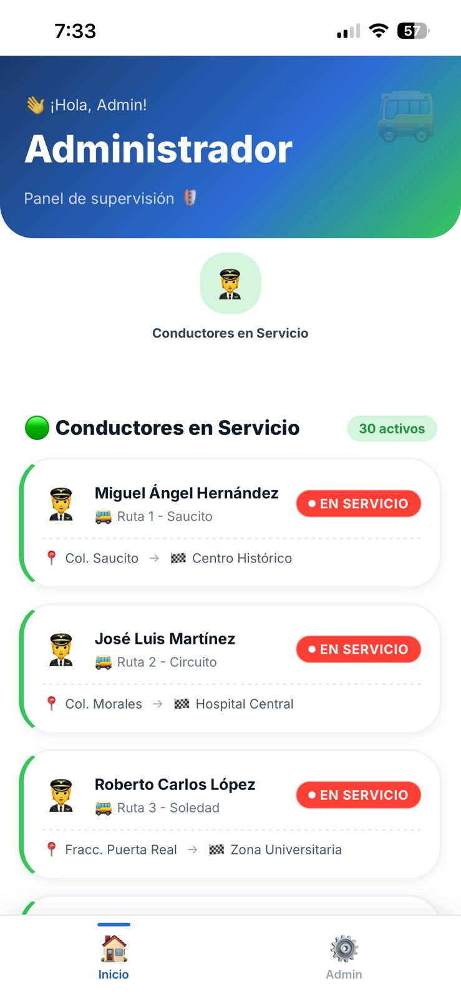 7:33
57
¡Hola, Admin!
Administrador
Panel de supervisión
Conductores en Servicio
Conductores en Servicio
30 activos
Miguel Ángel Hernández
EN SERVICIO
Ruta 1 - Saucito
Col. Saucito → Centro Histórico
José Luis Martínez
EN SERVICIO
Ruta 2 - Circuito
Col. Morales → Hospital Central
Roberto Carlos López
EN SERVICIO
Ruta 3 - Soledad
Fracc. Puerta Real → Zona Universitaria
Inicio
Admin